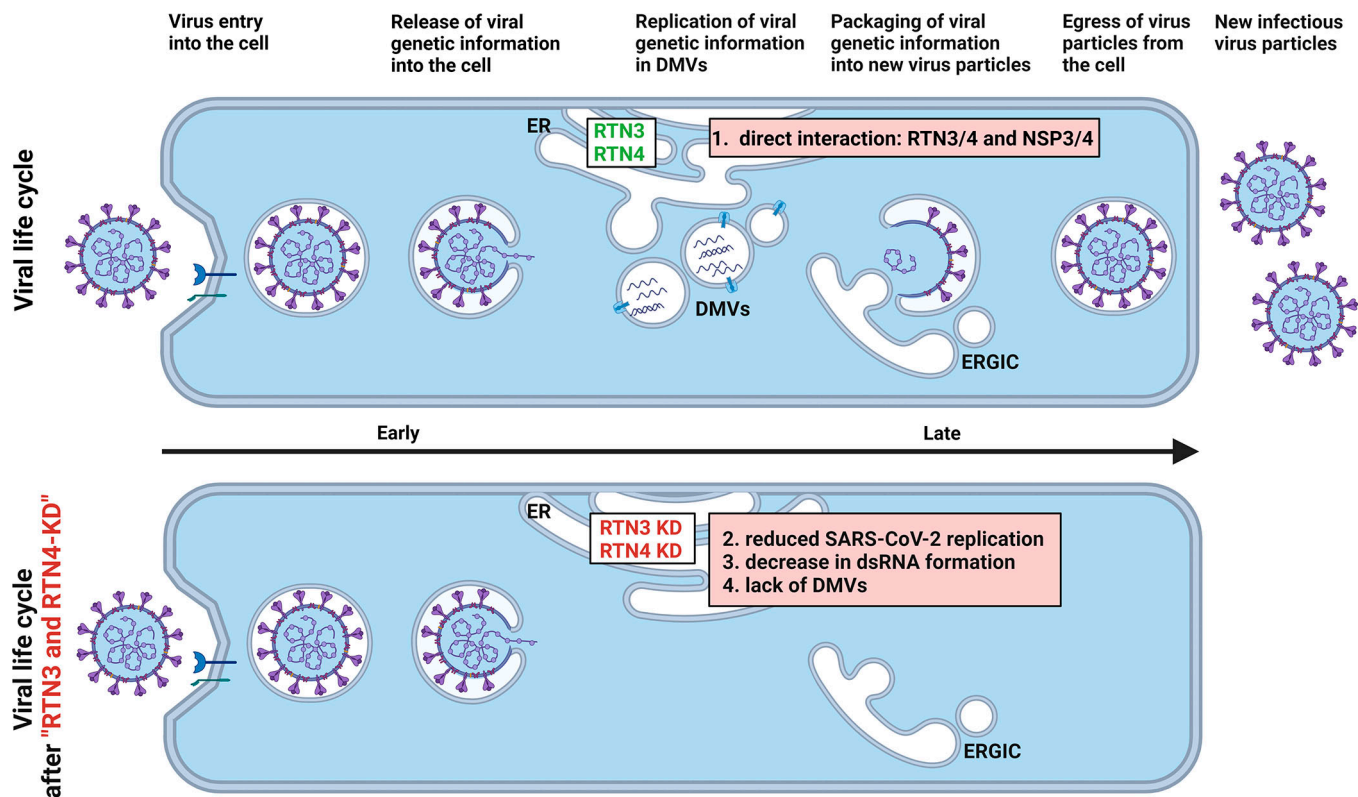 Virus entry
into the cell
Release of viral
genetic information
into the cell
Replication of viral
genetic information
in DMVs
Packaging of viral
genetic information
into new virus particles
Egress of virus
particles from
the cell
New infectious
virus particles
Viral life cycle
ER
RTN3
RTN4
1. direct interaction: RTN3/4 and NSP3/4
DMVs
ERGIC
Early
Late
Viral life cycle
after "RTN3 and RTN4-KD"
ER
RTN3 KD
RTN4 KD
2. reduced SARS-CoV-2 replication
3. decrease in dsRNA formation
4. lack of DMVs
ERGIC